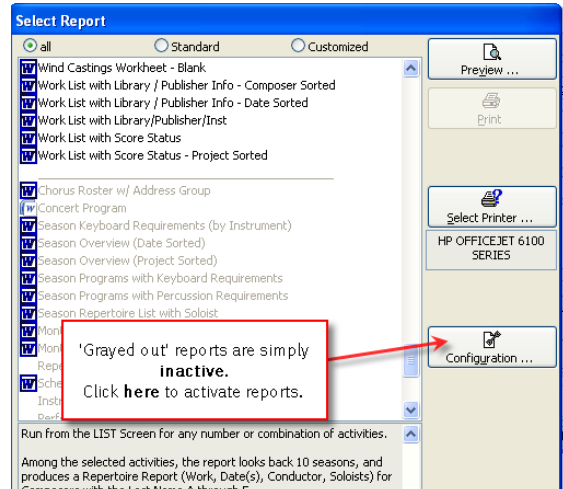 Select Report
all
Standard
Customized
Wind Castings Workheet - Blank
Work List with Library / Publisher Info - Composer Sorted
Work List with Library / Publisher Info - Date Sorted
Work List with Library/Publisher/Inst
Work List with Score Status
Work List with Score Status - Project Sorted
Chorus Roster w/ Address Group
Concert Program
Season Keyboard Requirements (by Instrument)
Season Overview (Date Sorted)
Season Overview (Project Sorted)
Season Programs with Keyboard Requirements
Season Programs with Percussion Requirements
Season Repertoire List with Soloist
'Grayed out' reports are simply
inactive.
Click here to activate reports.
Run from the LIST Screen for any number or combination of activities.
Among the selected activities, the report looks back 10 seasons, and
produces a Repertoire Report (Work, Date(s), Conductor, Soloists) for
Composers with the Last Name A through E
Preview ...
Print
Select Printer ...
HP OFFICEJET 6100
SERIES
Configuration ...